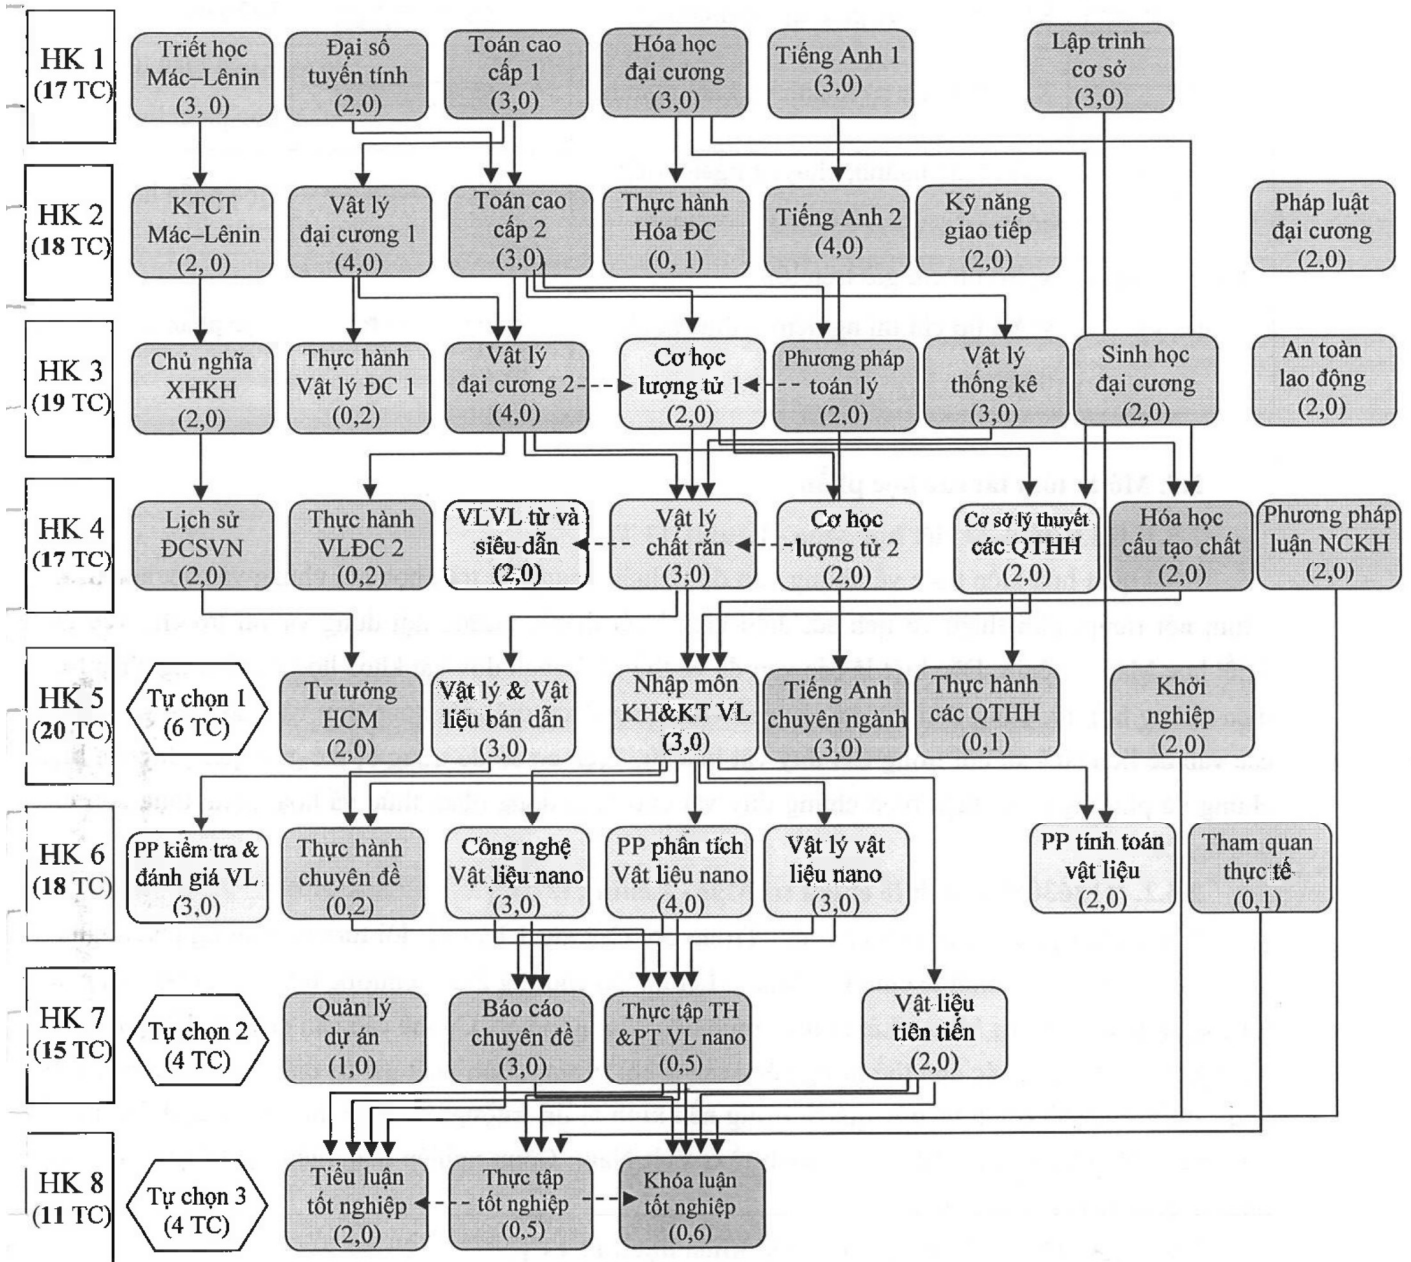 HK 1
(17 TC)
Triết học
Mác–Lênin
(3, 0)
Đại số
tuyến tính
(2,0)
Toán cao
cấp 1
(3,0)
Hóa học
đại cương
(3,0)
Tiếng Anh 1
(3,0)
Lập trình
cơ sở
(3,0)
HK 2
(18 TC)
KTCT
Mác–Lênin
(2, 0)
Vật lý
đại cương 1
(4,0)
Toán cao
cấp 2
(3,0)
Thực hành
Hóa ĐC
(0, 1)
Tiếng Anh 2
(4,0)
Kỹ năng
giao tiếp
(2,0)
Pháp luật
đại cương
(2,0)
HK 3
(19 TC)
Chủ nghĩa
XHKH
(2,0)
Thực hành
Vật lý ĐC 1
(0,2)
Vật lý
đại cương 2
(4,0)
Cơ học
lượng tử 1
(2,0)
Phương pháp
toán lý
(2,0)
Vật lý
thống kê
(3,0)
Sinh học
đại cương
(2,0)
An toàn
lao động
(2,0)
HK 4
(17 TC)
Lịch sử
ĐCSVN
(2,0)
Thực hành
VLĐC 2
(0,2)
VLVL từ và
siêu dẫn
(2,0)
Vật lý
chất rắn
(3,0)
Cơ học
lượng tử 2
(2,0)
Cơ sở lý thuyết
các QTHH
(2,0)
Hóa học
cấu tạo chất
(2,0)
Phương pháp
luận NCKH
(2,0)
HK 5
(20 TC)
Tự chọn 1
(6 TC)
Tư tưởng
HCM
(2,0)
Vật lý & Vật
liệu bán dẫn
(3,0)
Nhập môn
KH&KT VL
(3,0)
Tiếng Anh
chuyên ngành
(3,0)
Thực hành
các QTHH
(0,1)
Khởi
nghiệp
(2,0)
HK 6
(18 TC)
PP kiểm tra &
đánh giá VL
(3,0)
Thực hành
chuyên đề
(0,2)
Công nghệ
Vật liệu nano
(3,0)
PP phân tích
Vật liệu nano
(4,0)
Vật lý vật
liệu nano
(3,0)
PP tính toán
vật liệu
(2,0)
Tham quan
thực tế
(0,1)
HK 7
(15 TC)
Tự chọn 2
(4 TC)
Quản lý
dự án
(1,0)
Báo cáo
chuyên đề
(3,0)
Thực tập TH
&PT VL nano
(0,5)
Vật liệu
tiên tiến
(2,0)
HK 8
(11 TC)
Tự chọn 3
(4 TC)
Tiểu luận
tốt nghiệp
(2,0)
Thực tập
tốt nghiệp
(0,5)
Khóa luận
tốt nghiệp
(0,6)